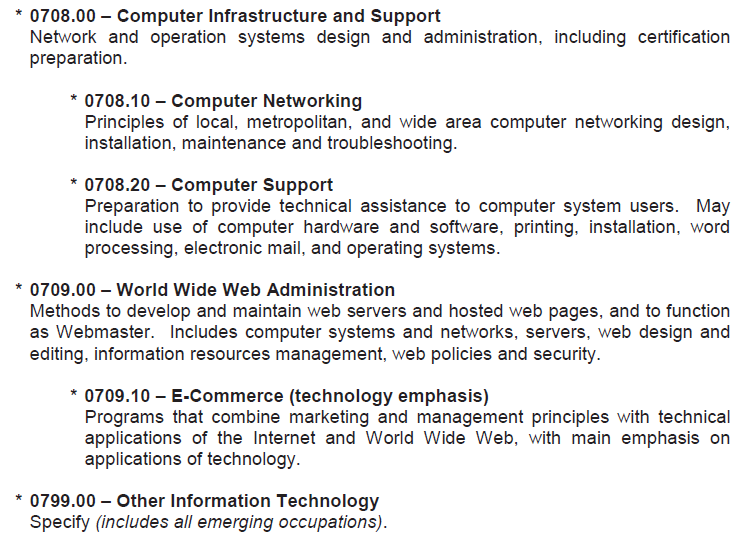 * 0708.00 – Computer Infrastructure and Support
Network and operation systems design and administration, including certification
preparation.
* 0708.10 – Computer Networking
Principles of local, metropolitan, and wide area computer networking design,
installation, maintenance and troubleshooting.
* 0708.20 – Computer Support
Preparation to provide technical assistance to computer system users.  May
include use of computer hardware and software, printing, installation, word
processing, electronic mail, and operating systems.
* 0709.00 – World Wide Web Administration
Methods to develop and maintain web servers and hosted web pages, and to function
as Webmaster.  Includes computer systems and networks, servers, web design and
editing, information resources management, web policies and security.
* 0709.10 – E-Commerce (technology emphasis)
Programs that combine marketing and management principles with technical
applications of the Internet and World Wide Web, with main emphasis on
applications of technology.
* 0799.00 – Other Information Technology
Specify (includes all emerging occupations).